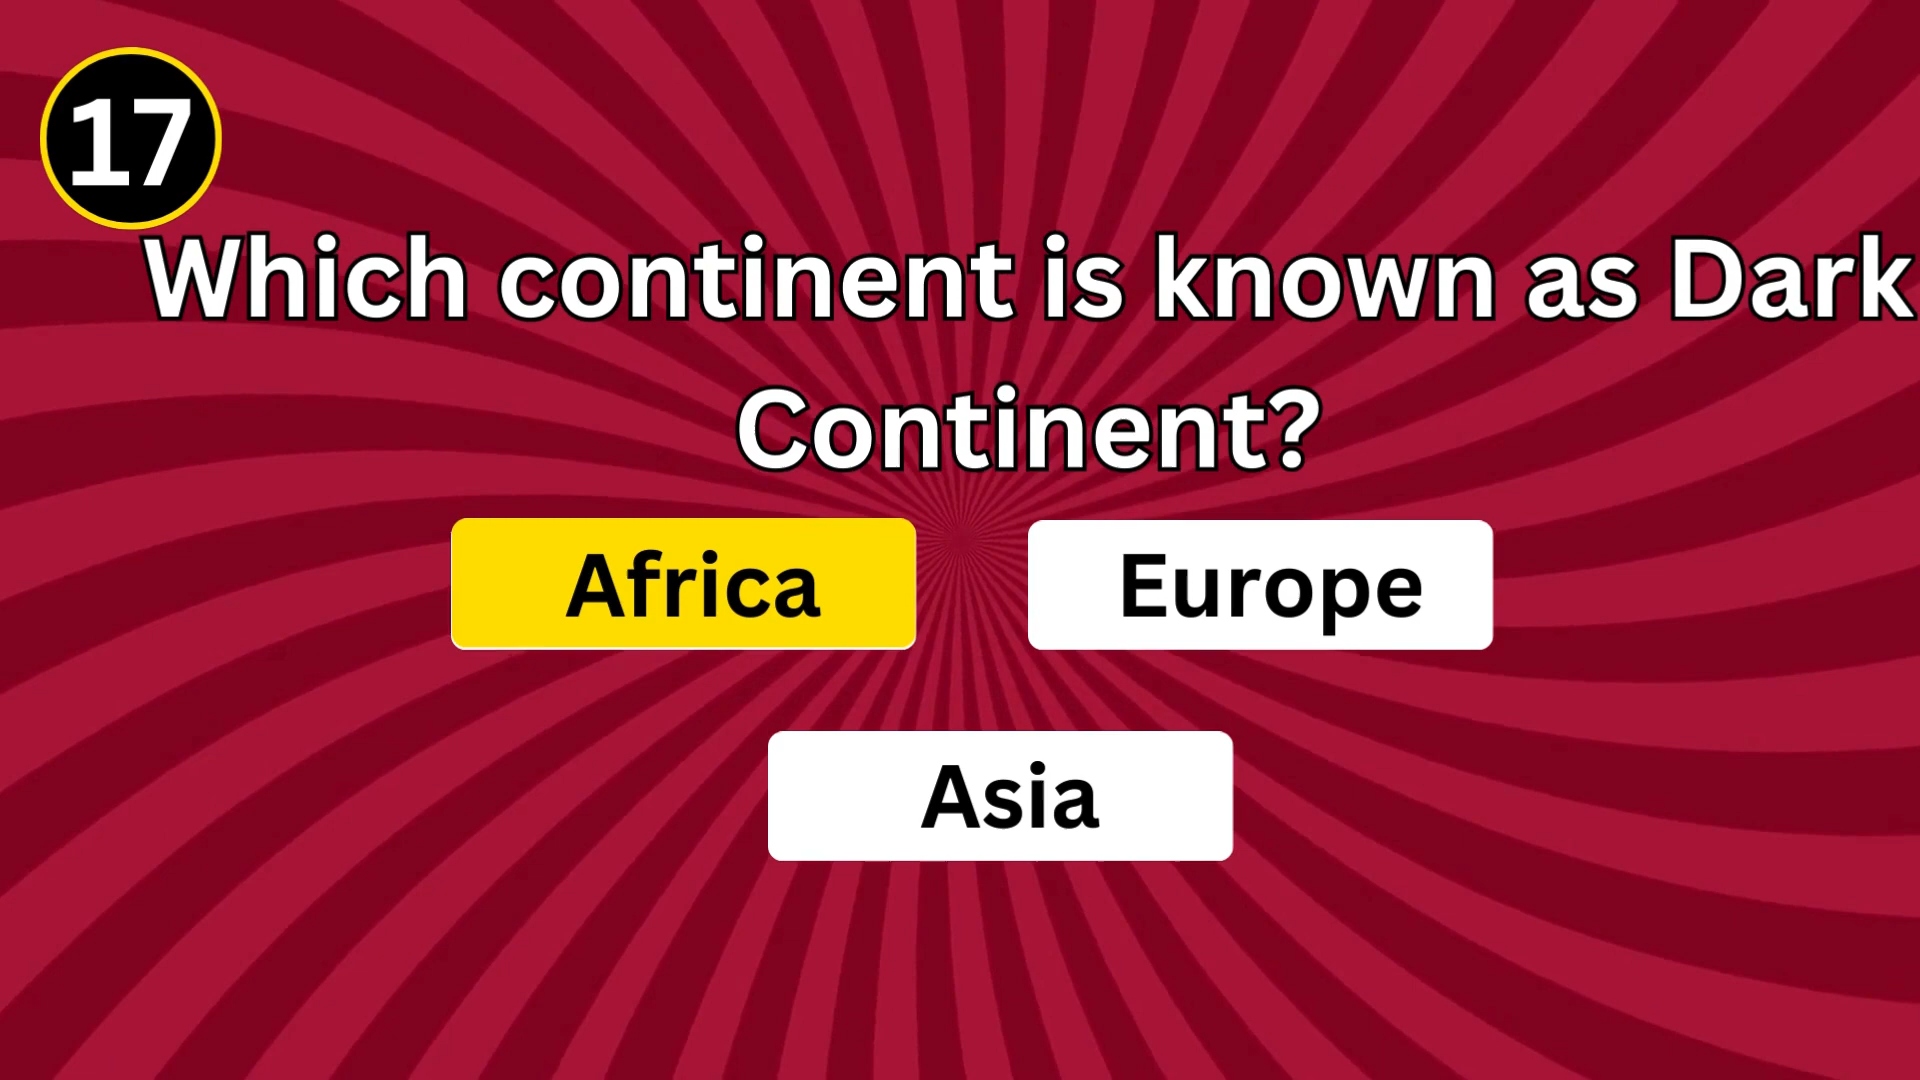 17
Which continent is known as Dark
Continent?
Africa
Europe
Asia